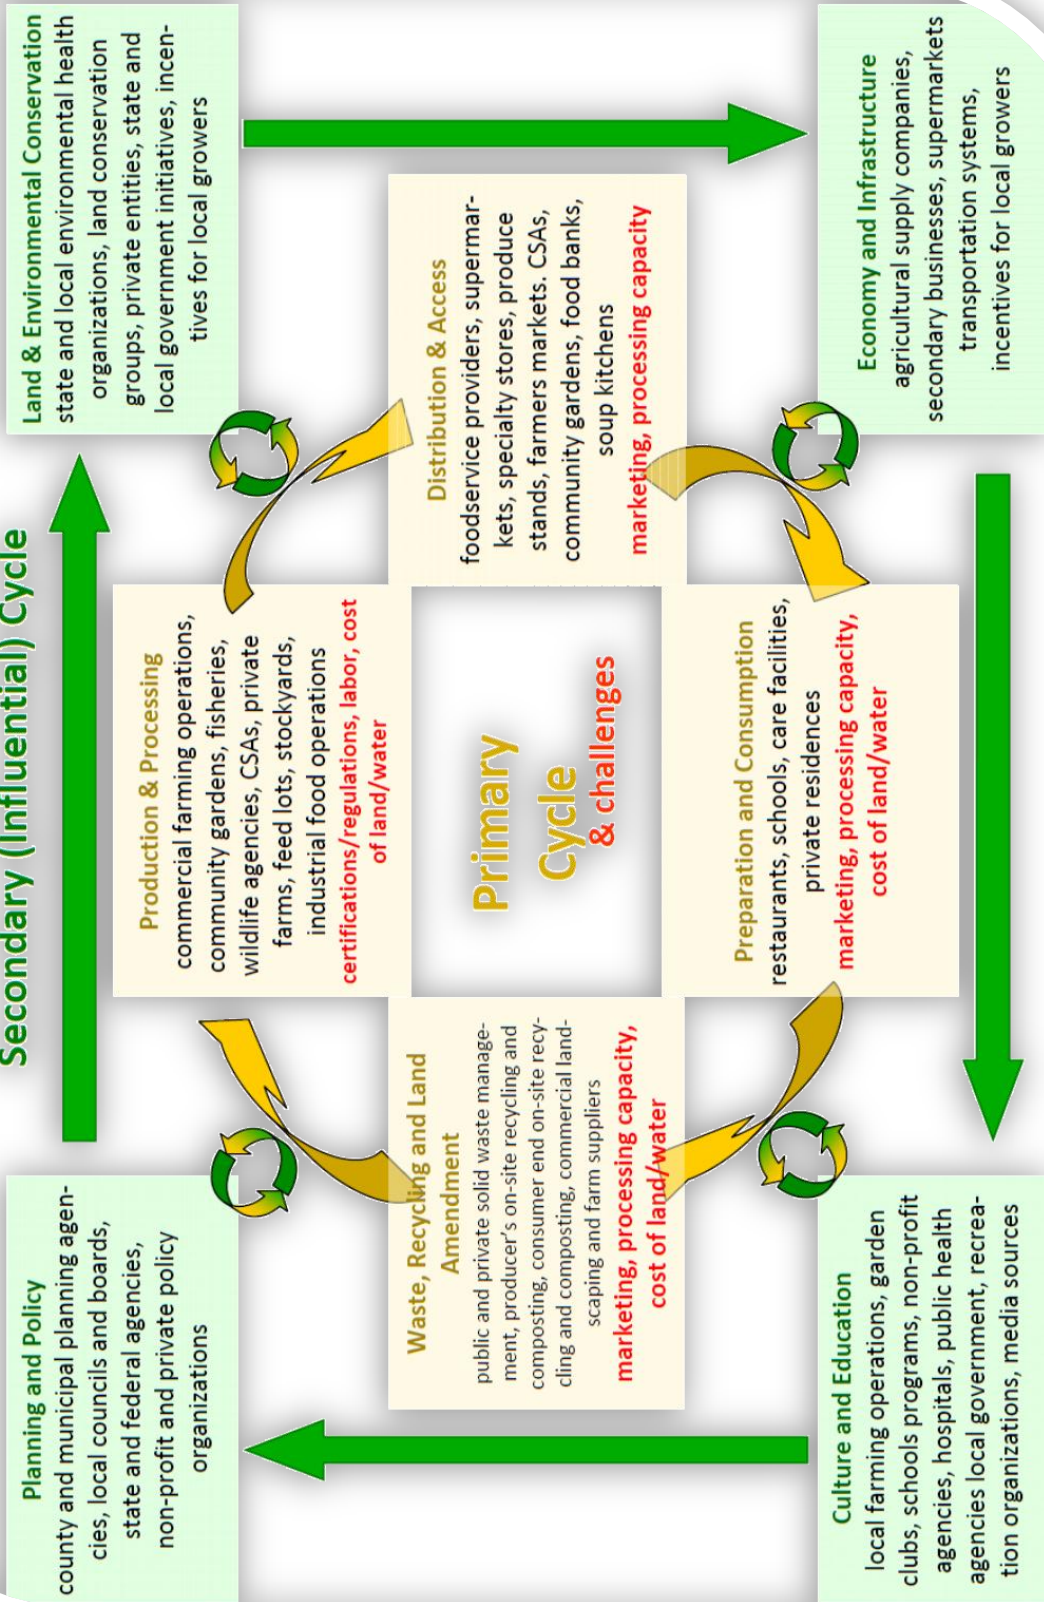 Secondary (Influential) Cycle
Planning and Policy
county and municipal planning agen-
cies, local councils and boards,
state and federal agencies,
non-profit and private policy
organizations
Land & Environmental Conservation
state and local environmental health
organizations, land conservation
groups, private entities, state and
local government initiatives, incen-
tives for local growers
Production & Processing
commercial farming operations,
community gardens, fisheries,
wildlife agencies, CSAs, private
farms, feed lots, stockyards,
industrial food operations
certifications/regulations, labor, cost
of land/water
Waste, Recycling and Land
Amendment
public and private solid waste manage-
ment, producer's on-site recycling and
composting, consumer end on-site recy-
cling and composting, commercial land-
scaping and farm suppliers
marketing, processing capacity,
cost of land/water
Primary
Cycle
& challenges
Distribution & Access
foodservice providers, supermar-
kets, specialty stores, produce
stands, farmers markets. CSAs,
community gardens, food banks,
soup kitchens
marketing, processing capacity
Preparation and Consumption
restaurants, schools, care facilities,
private residences
marketing, processing capacity,
cost of land/water
Culture and Education
local farming operations, garden
clubs, schools programs, non-profit
agencies, hospitals, public health
agencies local government, recrea-
tion organizations, media sources
Economy and Infrastructure
agricultural supply companies,
secondary businesses, supermarkets
transportation systems,
incentives for local growers